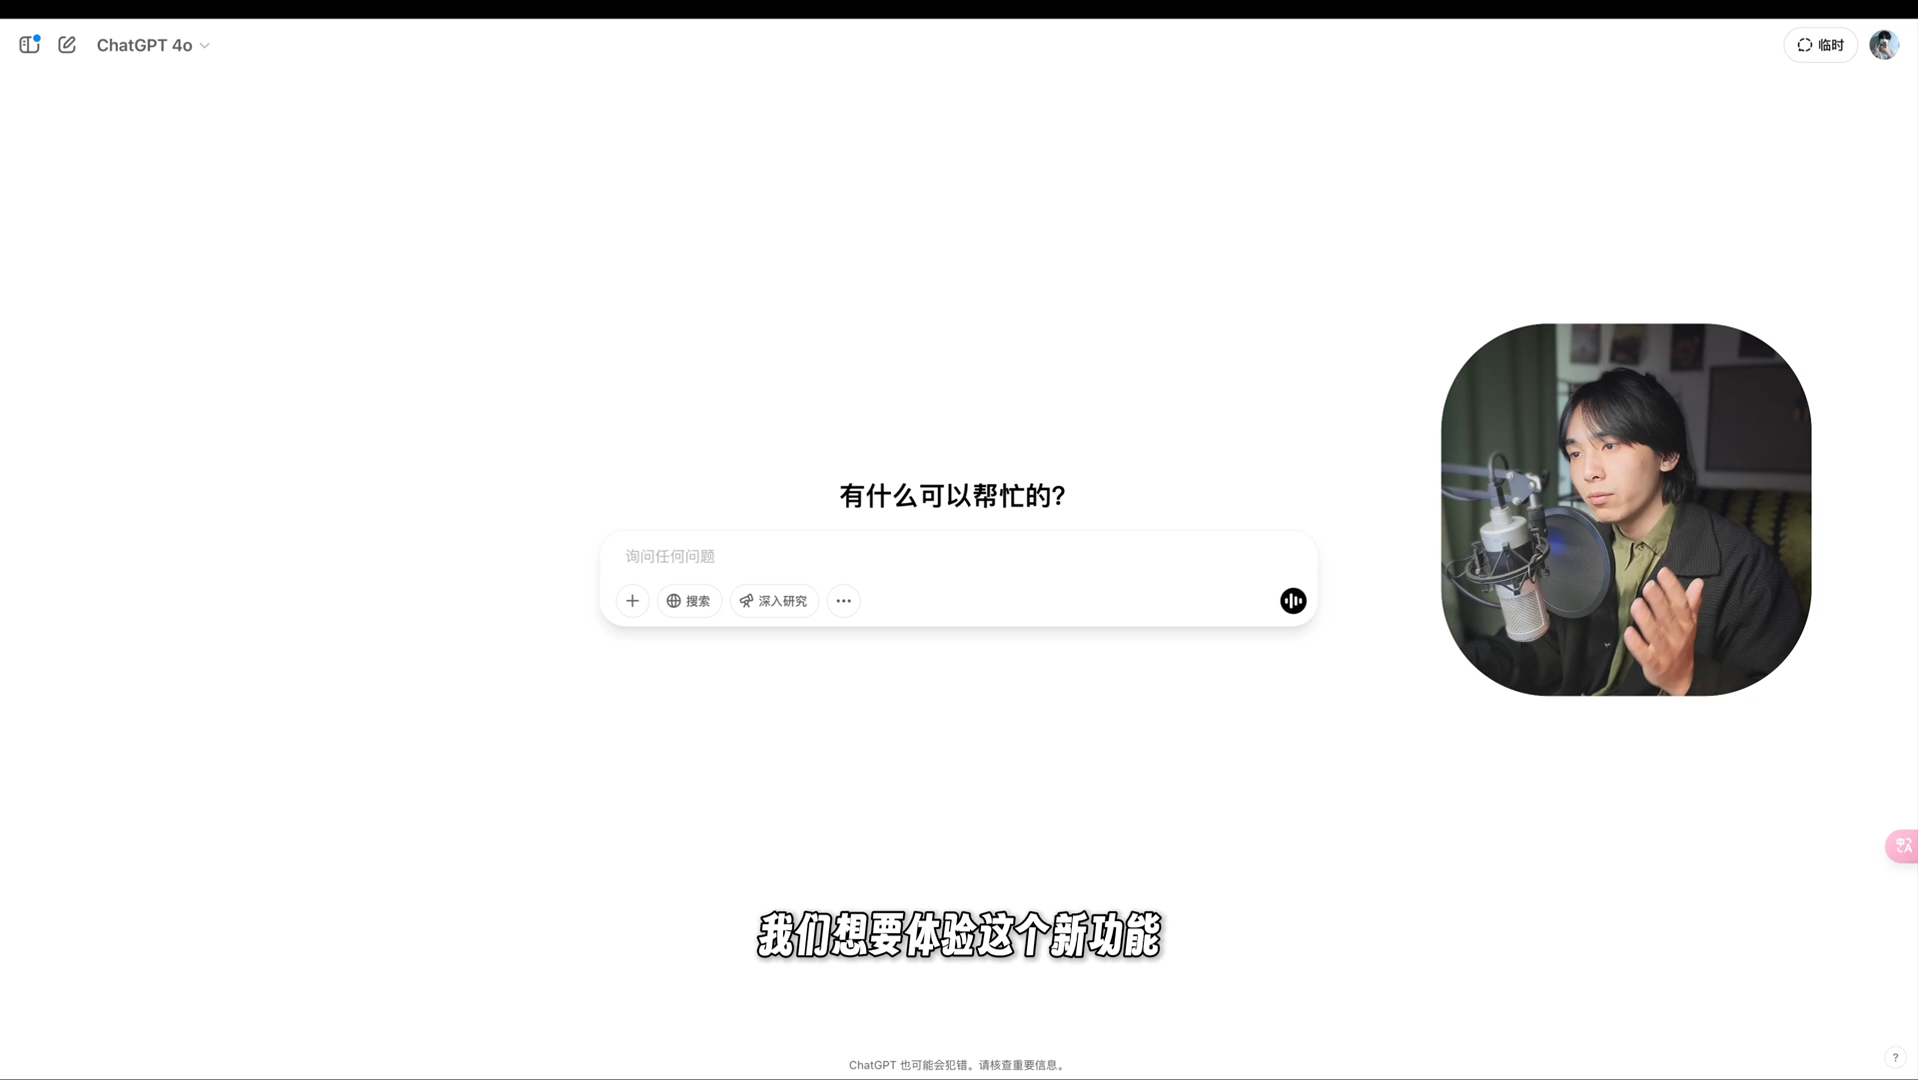 ChatGPT 4o
临时
有什么可以帮忙的?
询问任何问题
搜索
深入研究
我们想要体验这个新功能
ChatGPT 也可能会犯错。请核查重要信息。
?